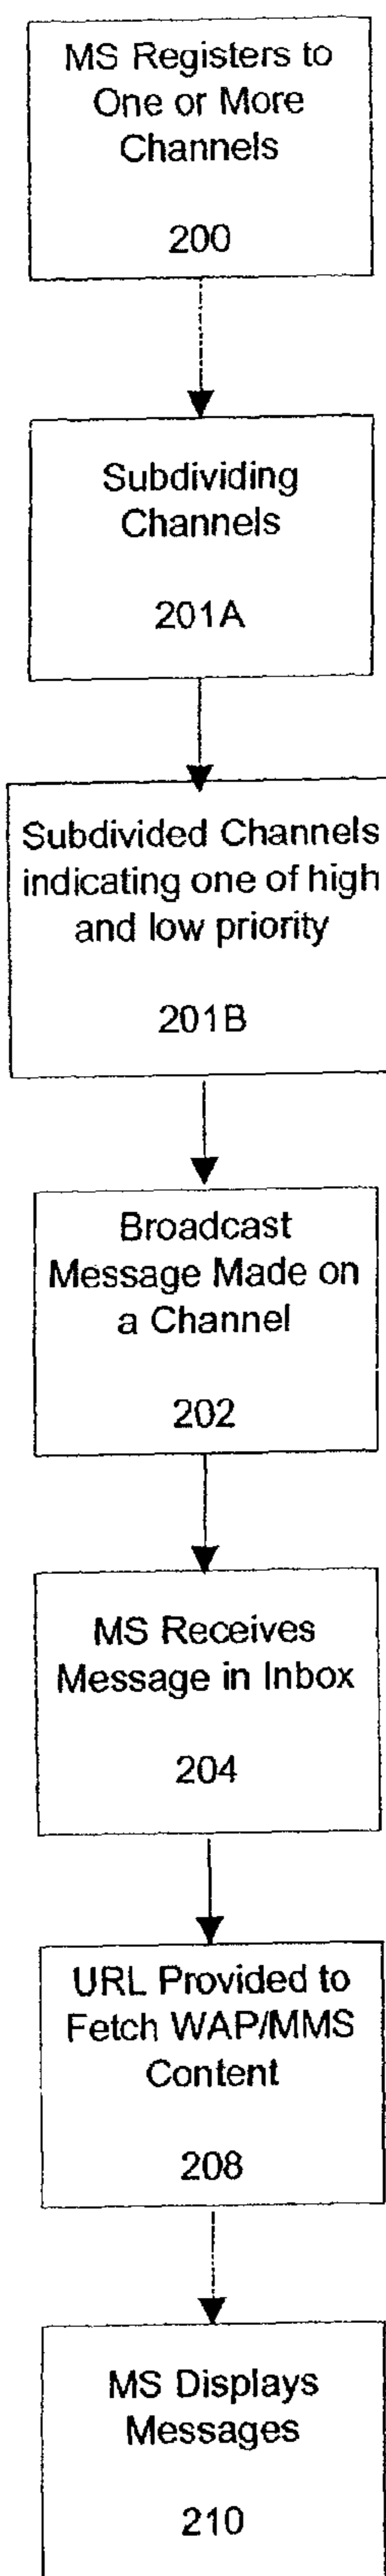 MS Registers to
One or More
Channels
200
Subdividing
Channels
201A
Subdivided Channels
indicating one of high
and low priority
201B
Broadcast
Message Made on
a Channel
202
MS Receives
Message in Inbox
204
URL Provided to
Fetch WAP/MMS
Content
208
MS Displays
Messages
210